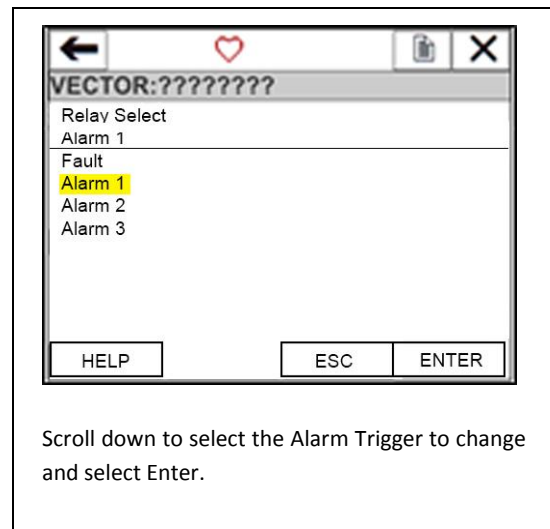 VECTOR:????????
Relay Select
Alarm 1
Fault
Alarm 1
Alarm 2
Alarm 3
HELP ESC ENTER
Scroll down to select the Alarm Trigger to change
and select Enter.